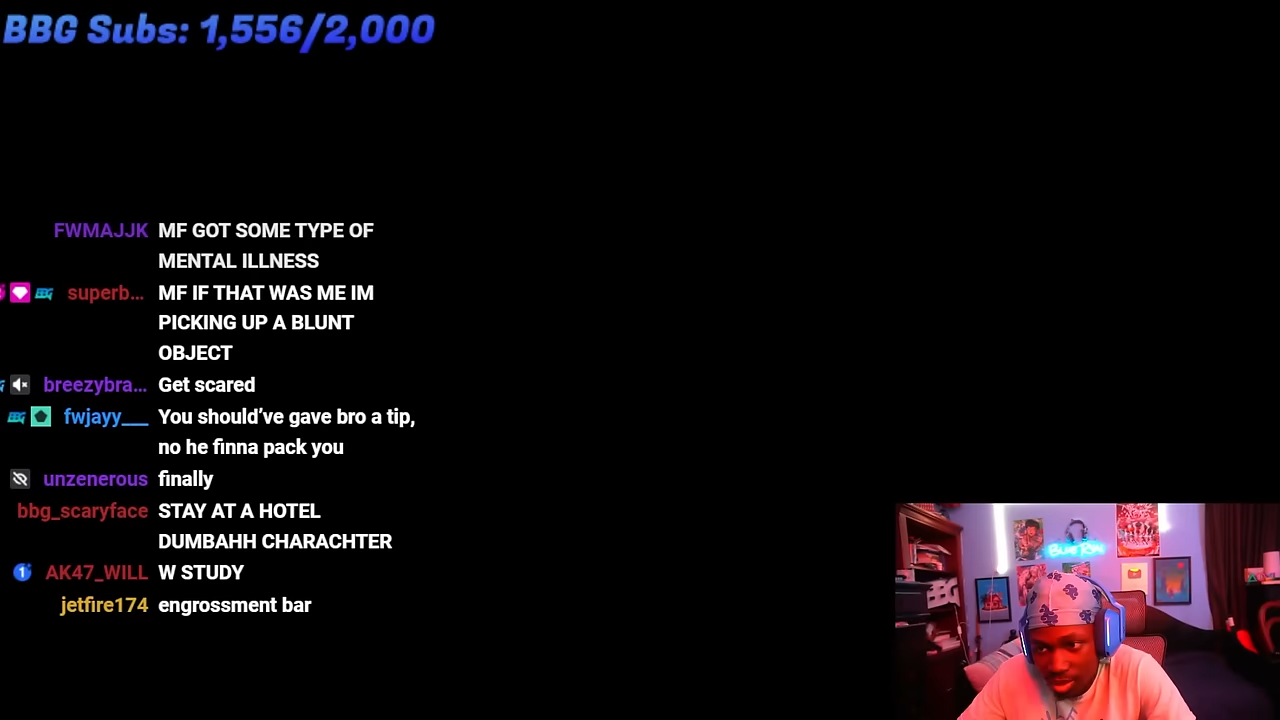 BBG Subs: 1,556/2,000
FWMAJJK MF GOT SOME TYPE OF
MENTAL ILLNESS
superb… MF IF THAT WAS ME IM
PICKING UP A BLUNT
OBJECT
breezybra… Get scared
fwjayy___ You should’ve gave bro a tip,
no he finna pack you
unzenerous finally
bbg_scaryface STAY AT A HOTEL
DUMBAHH CHARACHTER
1 AK47_WILL W STUDY
jetfire174 engrossment bar